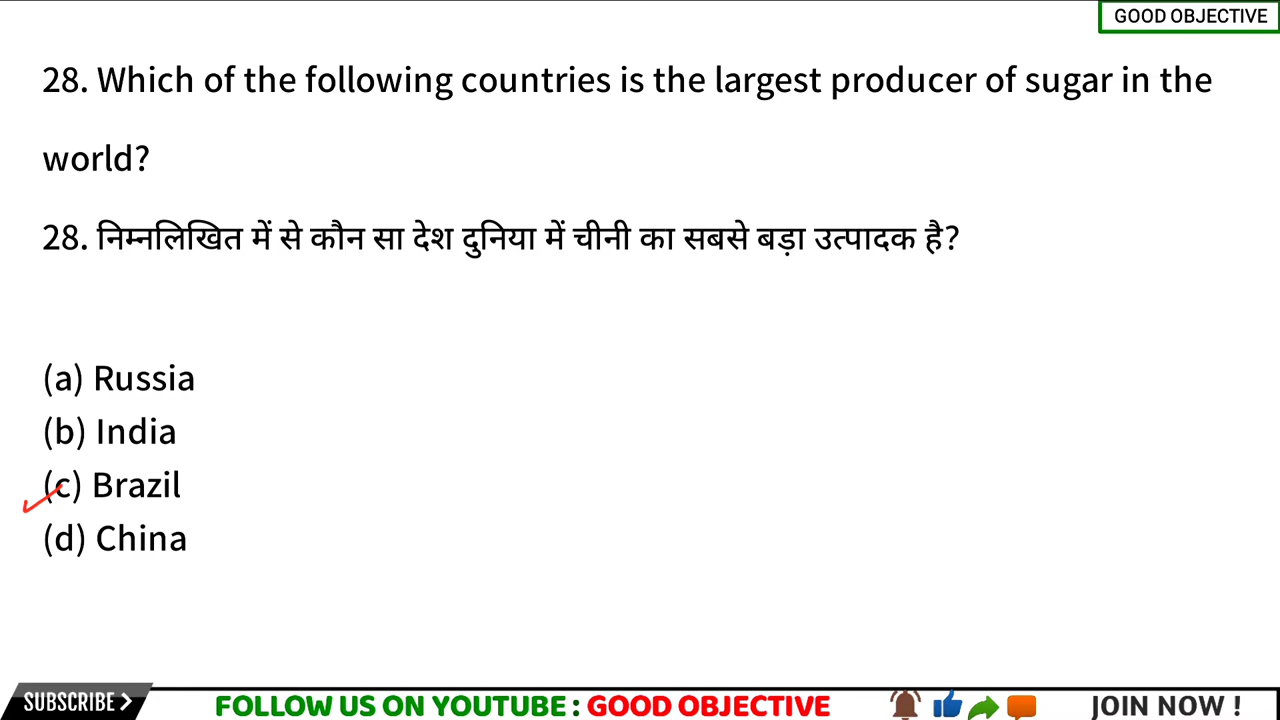 GOOD OBJECTIVE
28. Which of the following countries is the largest producer of sugar in the
world?
28. निम्नलिखित में से कौन सा देश दुनिया में चीनी का सबसे बड़ा उत्पादक है?
(a) Russia
(b) India
(c) Brazil
(d) China
SUBSCRIBE > FOLLOW US ON YOUTUBE : GOOD OBJECTIVE JOIN NOW !